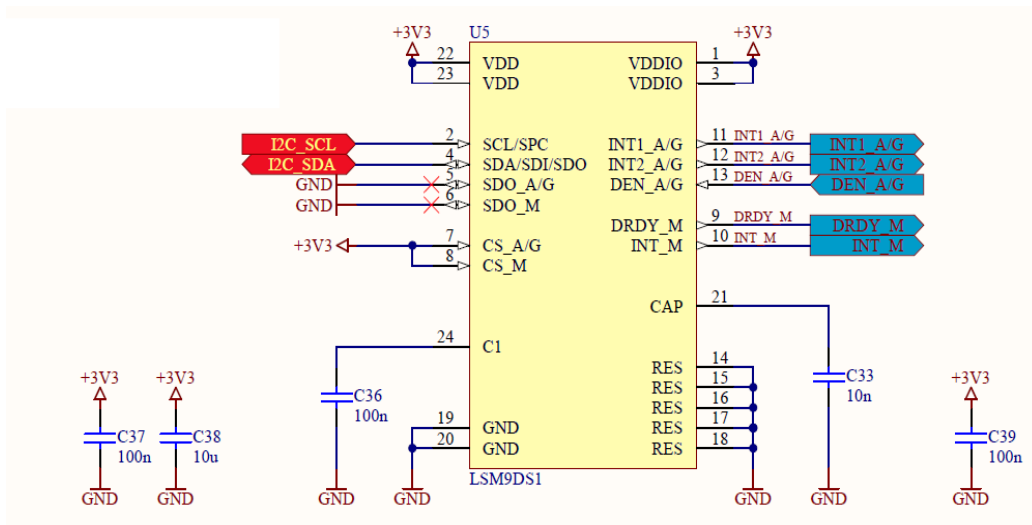 +3V3 U5 +3V3
22 VDD VDDIO 1
23 VDD VDDIO 3
I2C_SCL 2 SCL/SPC INT1_A/G 11 INT1_A/G INT1_A/G
I2C_SDA 4 SDA/SDI/SDO INT2_A/G 12 INT2_A/G INT2_A/G
GND 5 SDO_A/G DEN_A/G 13 DEN_A/G DEN_A/G
GND 6 SDO_M
DRDY_M 9 DRDY_M DRDY_M
+3V3 7 CS_A/G INT_M 10 INT_M INT_M
8 CS_M
CAP 21
24 C1
RES 14
+3V3 +3V3 C36 RES 15 C33 +3V3
100n RES 16 10n
C37 C38 19 GND RES 17 C39
100n 10u 20 GND RES 18 100n
LSM9DS1
GND GND GND GND GND GND GND